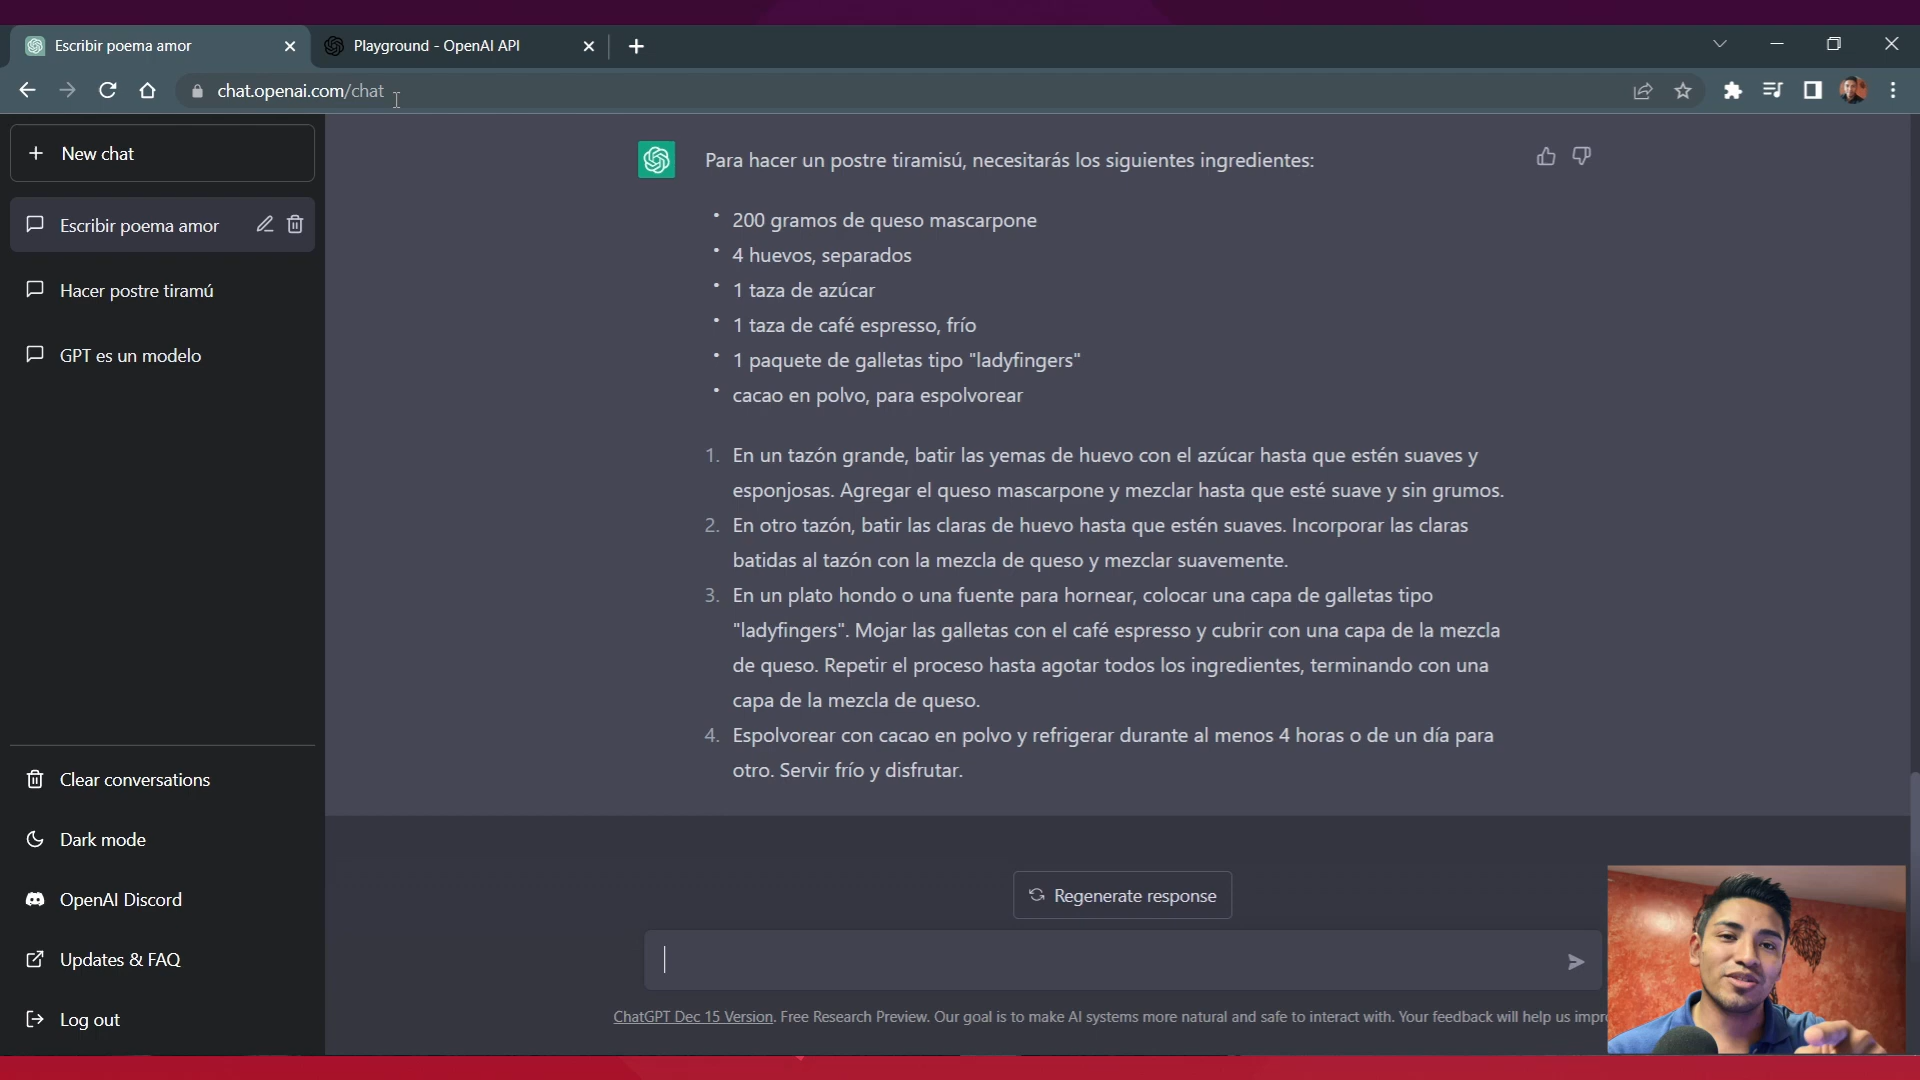 Escribir poema amor
Playground - OpenAI API
chat.openai.com/chat
New chat
Escribir poema amor
Hacer postre tiramú
GPT es un modelo
Clear conversations
Dark mode
OpenAI Discord
Updates & FAQ
Log out
Para hacer un postre tiramisú, necesitarás los siguientes ingredientes:
• 200 gramos de queso mascarpone
• 4 huevos, separados
• 1 taza de azúcar
• 1 taza de café espresso, frío
• 1 paquete de galletas tipo "ladyfingers"
• cacao en polvo, para espolvorear
1. En un tazón grande, batir las yemas de huevo con el azúcar hasta que estén suaves y
esponjosas. Agregar el queso mascarpone y mezclar hasta que esté suave y sin grumos.
2. En otro tazón, batir las claras de huevo hasta que estén suaves. Incorporar las claras
batidas al tazón con la mezcla de queso y mezclar suavemente.
3. En un plato hondo o una fuente para hornear, colocar una capa de galletas tipo
"ladyfingers". Mojar las galletas con el café espresso y cubrir con una capa de la mezcla
de queso. Repetir el proceso hasta agotar todos los ingredientes, terminando con una
capa de la mezcla de queso.
4. Espolvorear con cacao en polvo y refrigerar durante al menos 4 horas o de un día para
otro. Servir frío y disfrutar.
Regenerate response
ChatGPT Dec 15 Version. Free Research Preview. Our goal is to make AI systems more natural and safe to interact with. Your feedback will help us impr